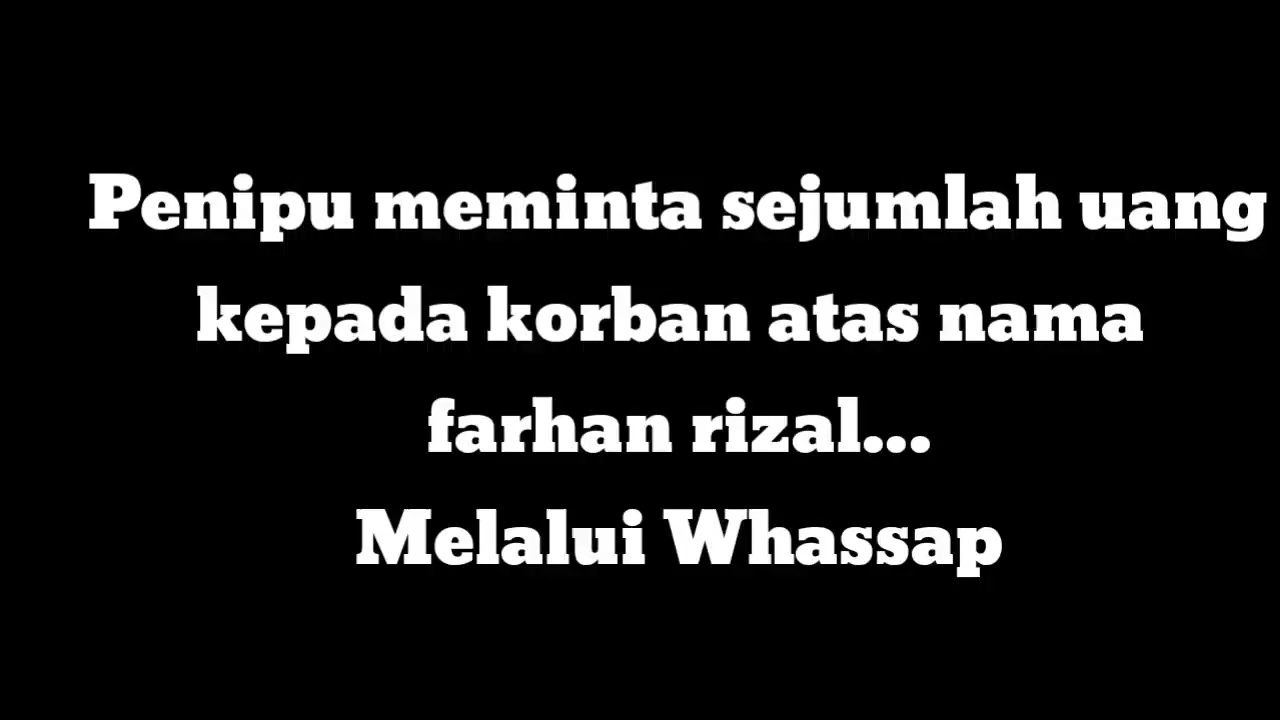 Penipu meminta sejumlah uang
kepada korban atas nama
farhan rizal...
Melalui Whassap